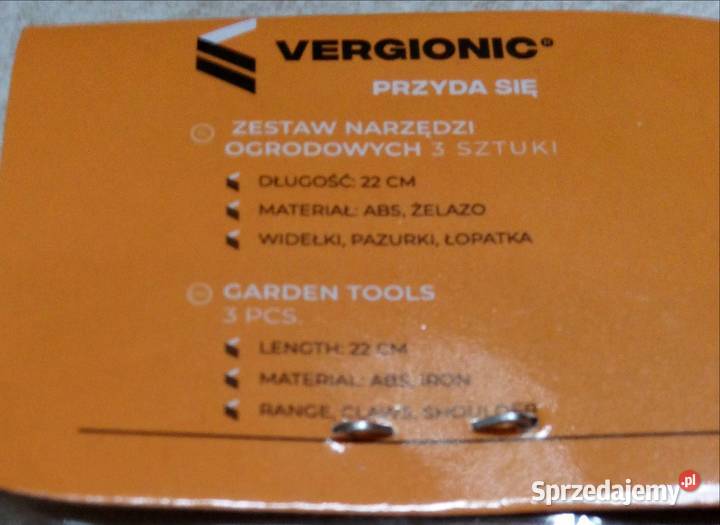 VERGIONIC®
PRZYDA SIĘ
ZESTAW NARZĘDZI
OGRODOWYCH 3 SZTUKI
DŁUGOŚĆ: 22 CM
MATERIAŁ: ABS, ŻELAZO
WIDEŁKI, PAZURKI, ŁOPATKA
GARDEN TOOLS
3 PCS.
LENGTH: 22 CM
MATERIAL: ABS, IRON
RANGE, CLAWS, SHOULDER
Sprzedajemy.pl